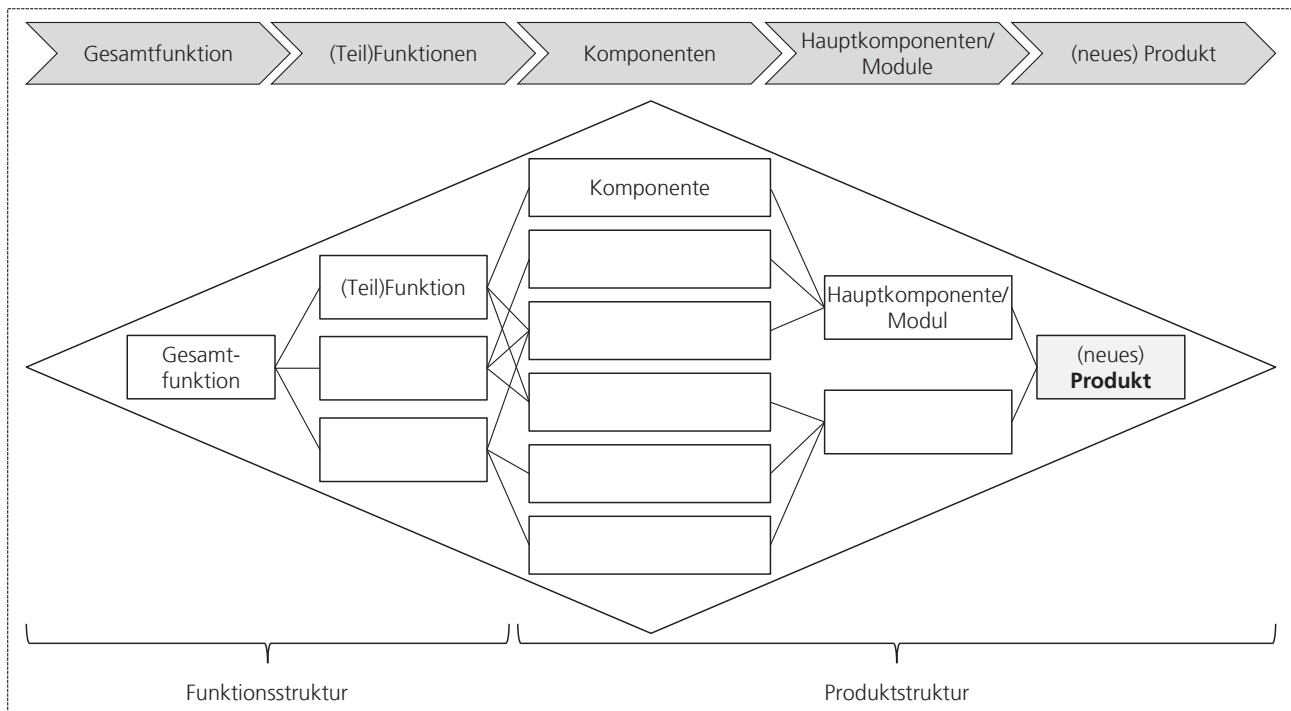 Gesamtfunktion
(Teil)Funktionen
Komponenten
Hauptkomponenten/
Module
(neues) Produkt
Komponente
(Teil)Funktion
Hauptkomponente/
Modul
Gesamt-
funktion
(neues)
Produkt
Funktionsstruktur
Produktstruktur